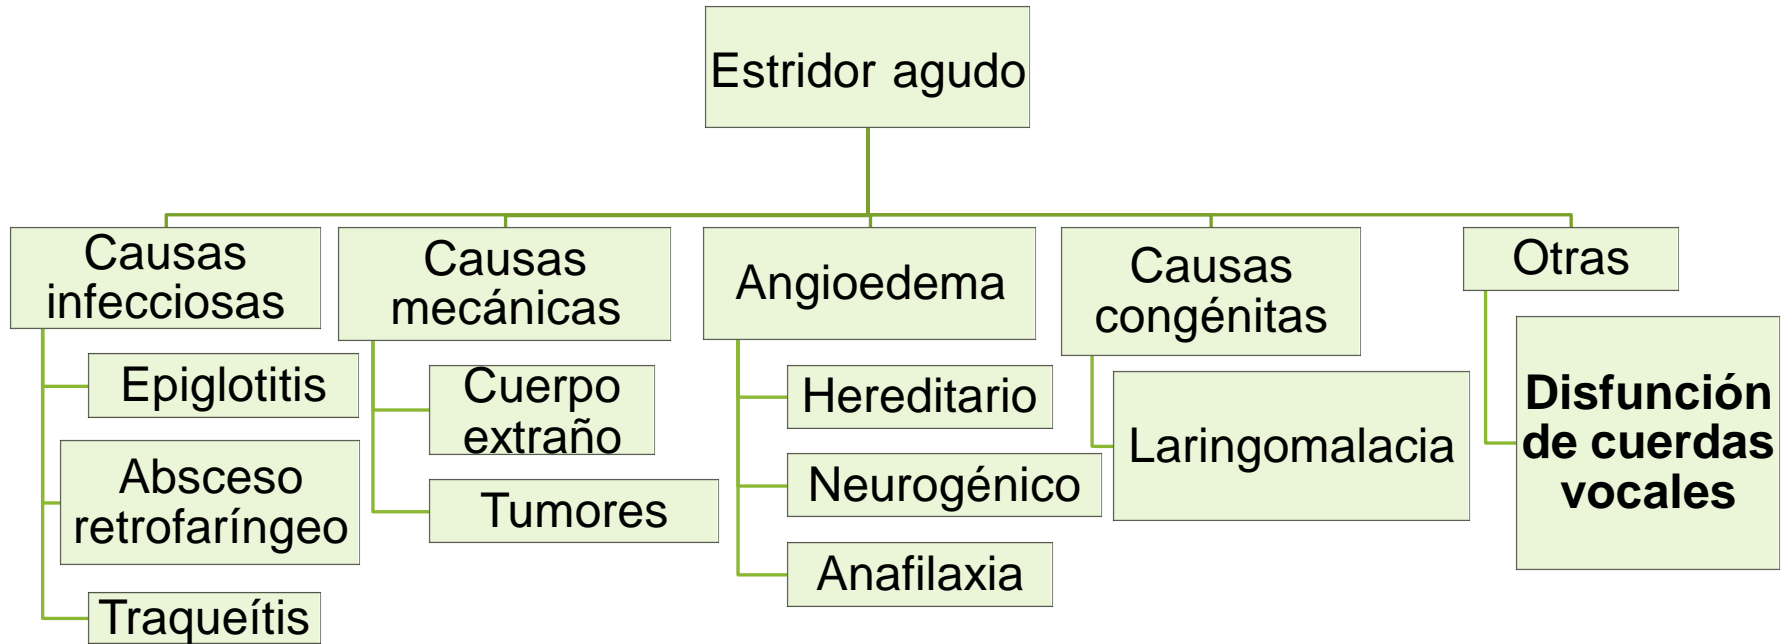 Estridor agudo
Causas
infecciosas
Epiglotitis
Absceso
retrofaríngeo
Traqueítis
Causas
mecánicas
Cuerpo
extraño
Tumores
Angioedema
Hereditario
Neurogénico
Anafilaxia
Causas
congénitas
Laringomalacia
Otras
Disfunción
de cuerdas
vocales